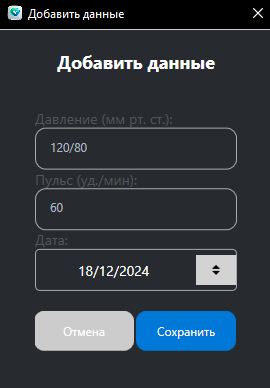 Добавить данные
Добавить данные
Давление (мм рт. ст.):
120/80
Пульс (уд./мин):
60
Дата:
18/12/2024
Отмена
Сохранить